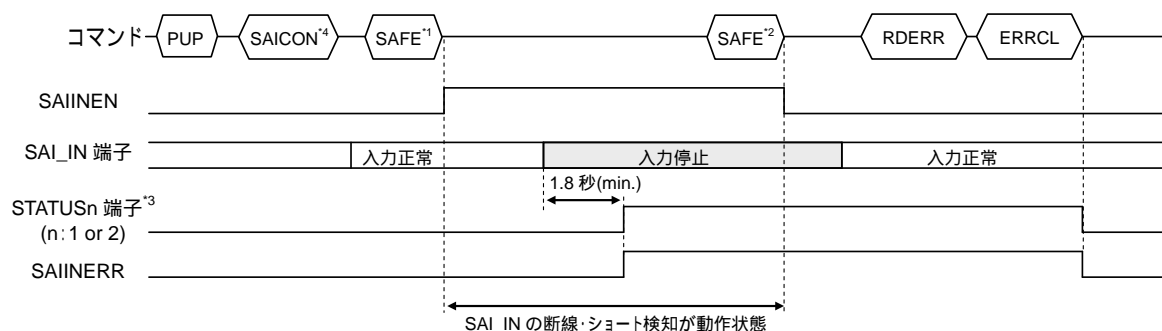 コマンド PUP SAICON*4 SAFE*1 SAFE*2 RDERR ERRCL
SAIINEN
SAI_IN 端子 入力正常 入力停止 入力正常
1.8 秒(min.)
STATUSn 端子*3
(n：1 or 2)
SAIINERR
SAI_IN の断線・ショート検知が動作状態